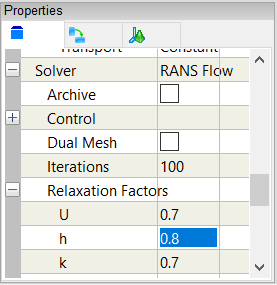 Properties
Transport Constant
Solver RANS Flow
Archive
Control
Dual Mesh
Iterations 100
Relaxation Factors
U 0.7
h 0.8
k 0.7